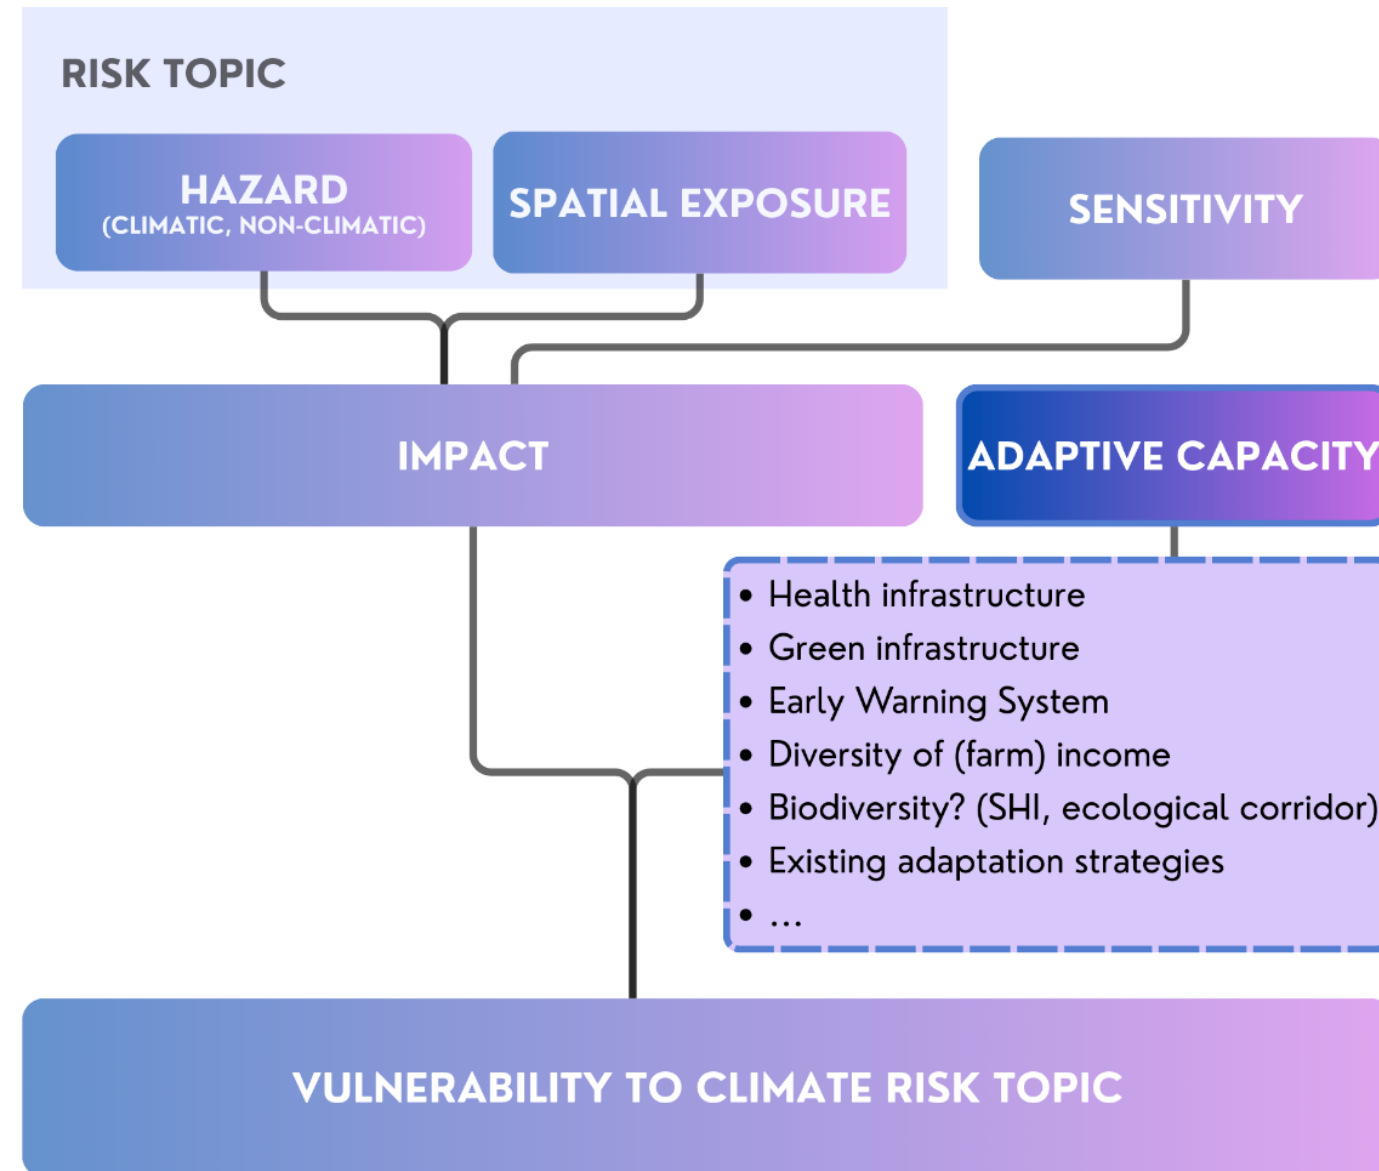 RISK TOPIC
HAZARD
(CLIMATIC, NON-CLIMATIC)
SPATIAL EXPOSURE
SENSITIVITY
IMPACT
ADAPTIVE CAPACITY
• Health infrastructure
• Green infrastructure
• Early Warning System
• Diversity of (farm) income
• Biodiversity? (SHI, ecological corridor)
• Existing adaptation strategies
• ...
VULNERABILITY TO CLIMATE RISK TOPIC